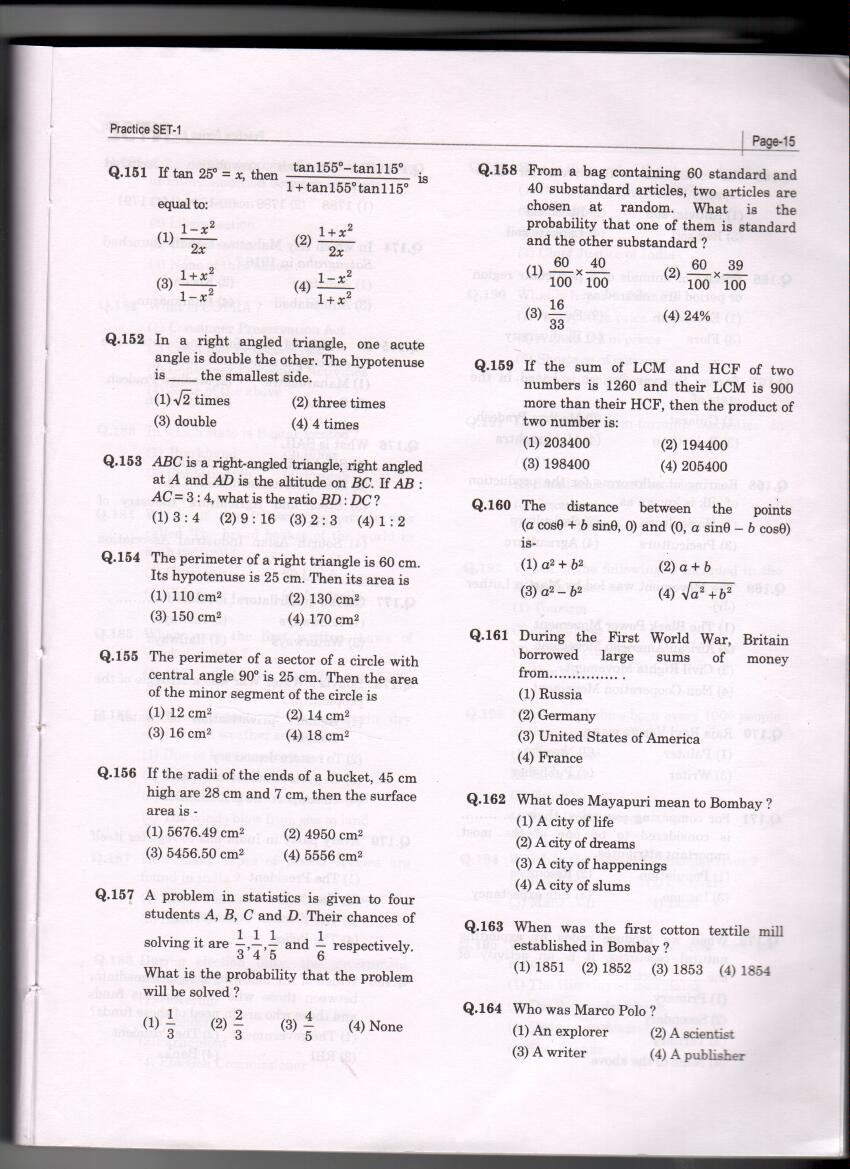 Practice SET-1
Page-15
Q.151 If tan 25° = x, then (tan155°−tan115°)/(1+tan155°tan115°) is
equal to:
(1) (1−x²)/2x (2) (1+x²)/2x
(3) (1+x²)/(1−x²) (4) (1−x²)/(1+x²)
Q.152 In a right angled triangle, one acute
angle is double the other. The hypotenuse
is ____ the smallest side.
(1) √2 times (2) three times
(3) double (4) 4 times
Q.153 ABC is a right-angled triangle, right angled
at A and AD is the altitude on BC. If AB :
AC = 3 : 4, what is the ratio BD : DC ?
(1) 3 : 4 (2) 9 : 16 (3) 2 : 3 (4) 1 : 2
Q.154 The perimeter of a right triangle is 60 cm.
Its hypotenuse is 25 cm. Then its area is
(1) 110 cm² (2) 130 cm²
(3) 150 cm² (4) 170 cm²
Q.155 The perimeter of a sector of a circle with
central angle 90° is 25 cm. Then the area
of the minor segment of the circle is
(1) 12 cm² (2) 14 cm²
(3) 16 cm² (4) 18 cm²
Q.156 If the radii of the ends of a bucket, 45 cm
high are 28 cm and 7 cm, then the surface
area is -
(1) 5676.49 cm² (2) 4950 cm²
(3) 5456.50 cm² (4) 5556 cm²
Q.157 A problem in statistics is given to four
students A, B, C and D. Their chances of
solving it are 1/3, 1/4, 1/5 and 1/6 respectively.
What is the probability that the problem
will be solved ?
(1) 1/3 (2) 2/3 (3) 4/5 (4) None
Q.158 From a bag containing 60 standard and
40 substandard articles, two articles are
chosen at random. What is the
probability that one of them is standard
and the other substandard ?
(1) 60/100 × 40/100 (2) 60/100 × 39/100
(3) 16/33 (4) 24%
Q.159 If the sum of LCM and HCF of two
numbers is 1260 and their LCM is 900
more than their HCF, then the product of
two number is:
(1) 203400 (2) 194400
(3) 198400 (4) 205400
Q.160 The distance between the points
(a cosθ + b sinθ, 0) and (0, a sinθ − b cosθ)
is-
(1) a² + b² (2) a + b
(3) a² − b² (4) √(a² + b²)
Q.161 During the First World War, Britain
borrowed large sums of money
from............... .
(1) Russia
(2) Germany
(3) United States of America
(4) France
Q.162 What does Mayapuri mean to Bombay ?
(1) A city of life
(2) A city of dreams
(3) A city of happenings
(4) A city of slums
Q.163 When was the first cotton textile mill
established in Bombay ?
(1) 1851 (2) 1852 (3) 1853 (4) 1854
Q.164 Who was Marco Polo ?
(1) An explorer (2) A scientist
(3) A writer (4) A publisher